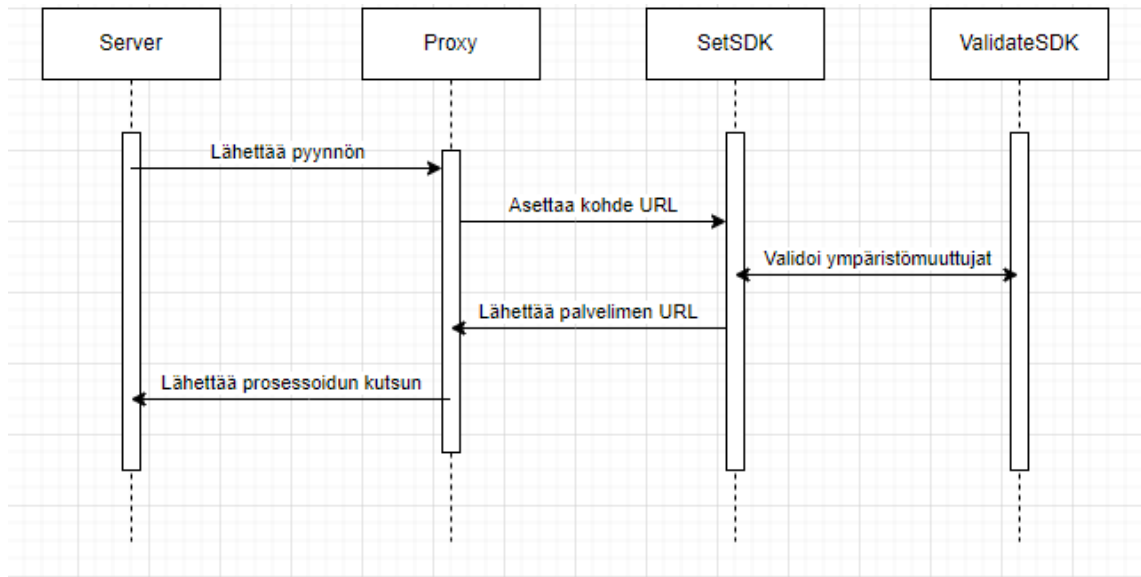 Server
Proxy
SetSDK
ValidateSDK
Lähettää pyynnön
Asettaa kohde URL
Validoi ympäristömuuttujat
Lähettää palvelimen URL
Lähettää prosessoidun kutsun